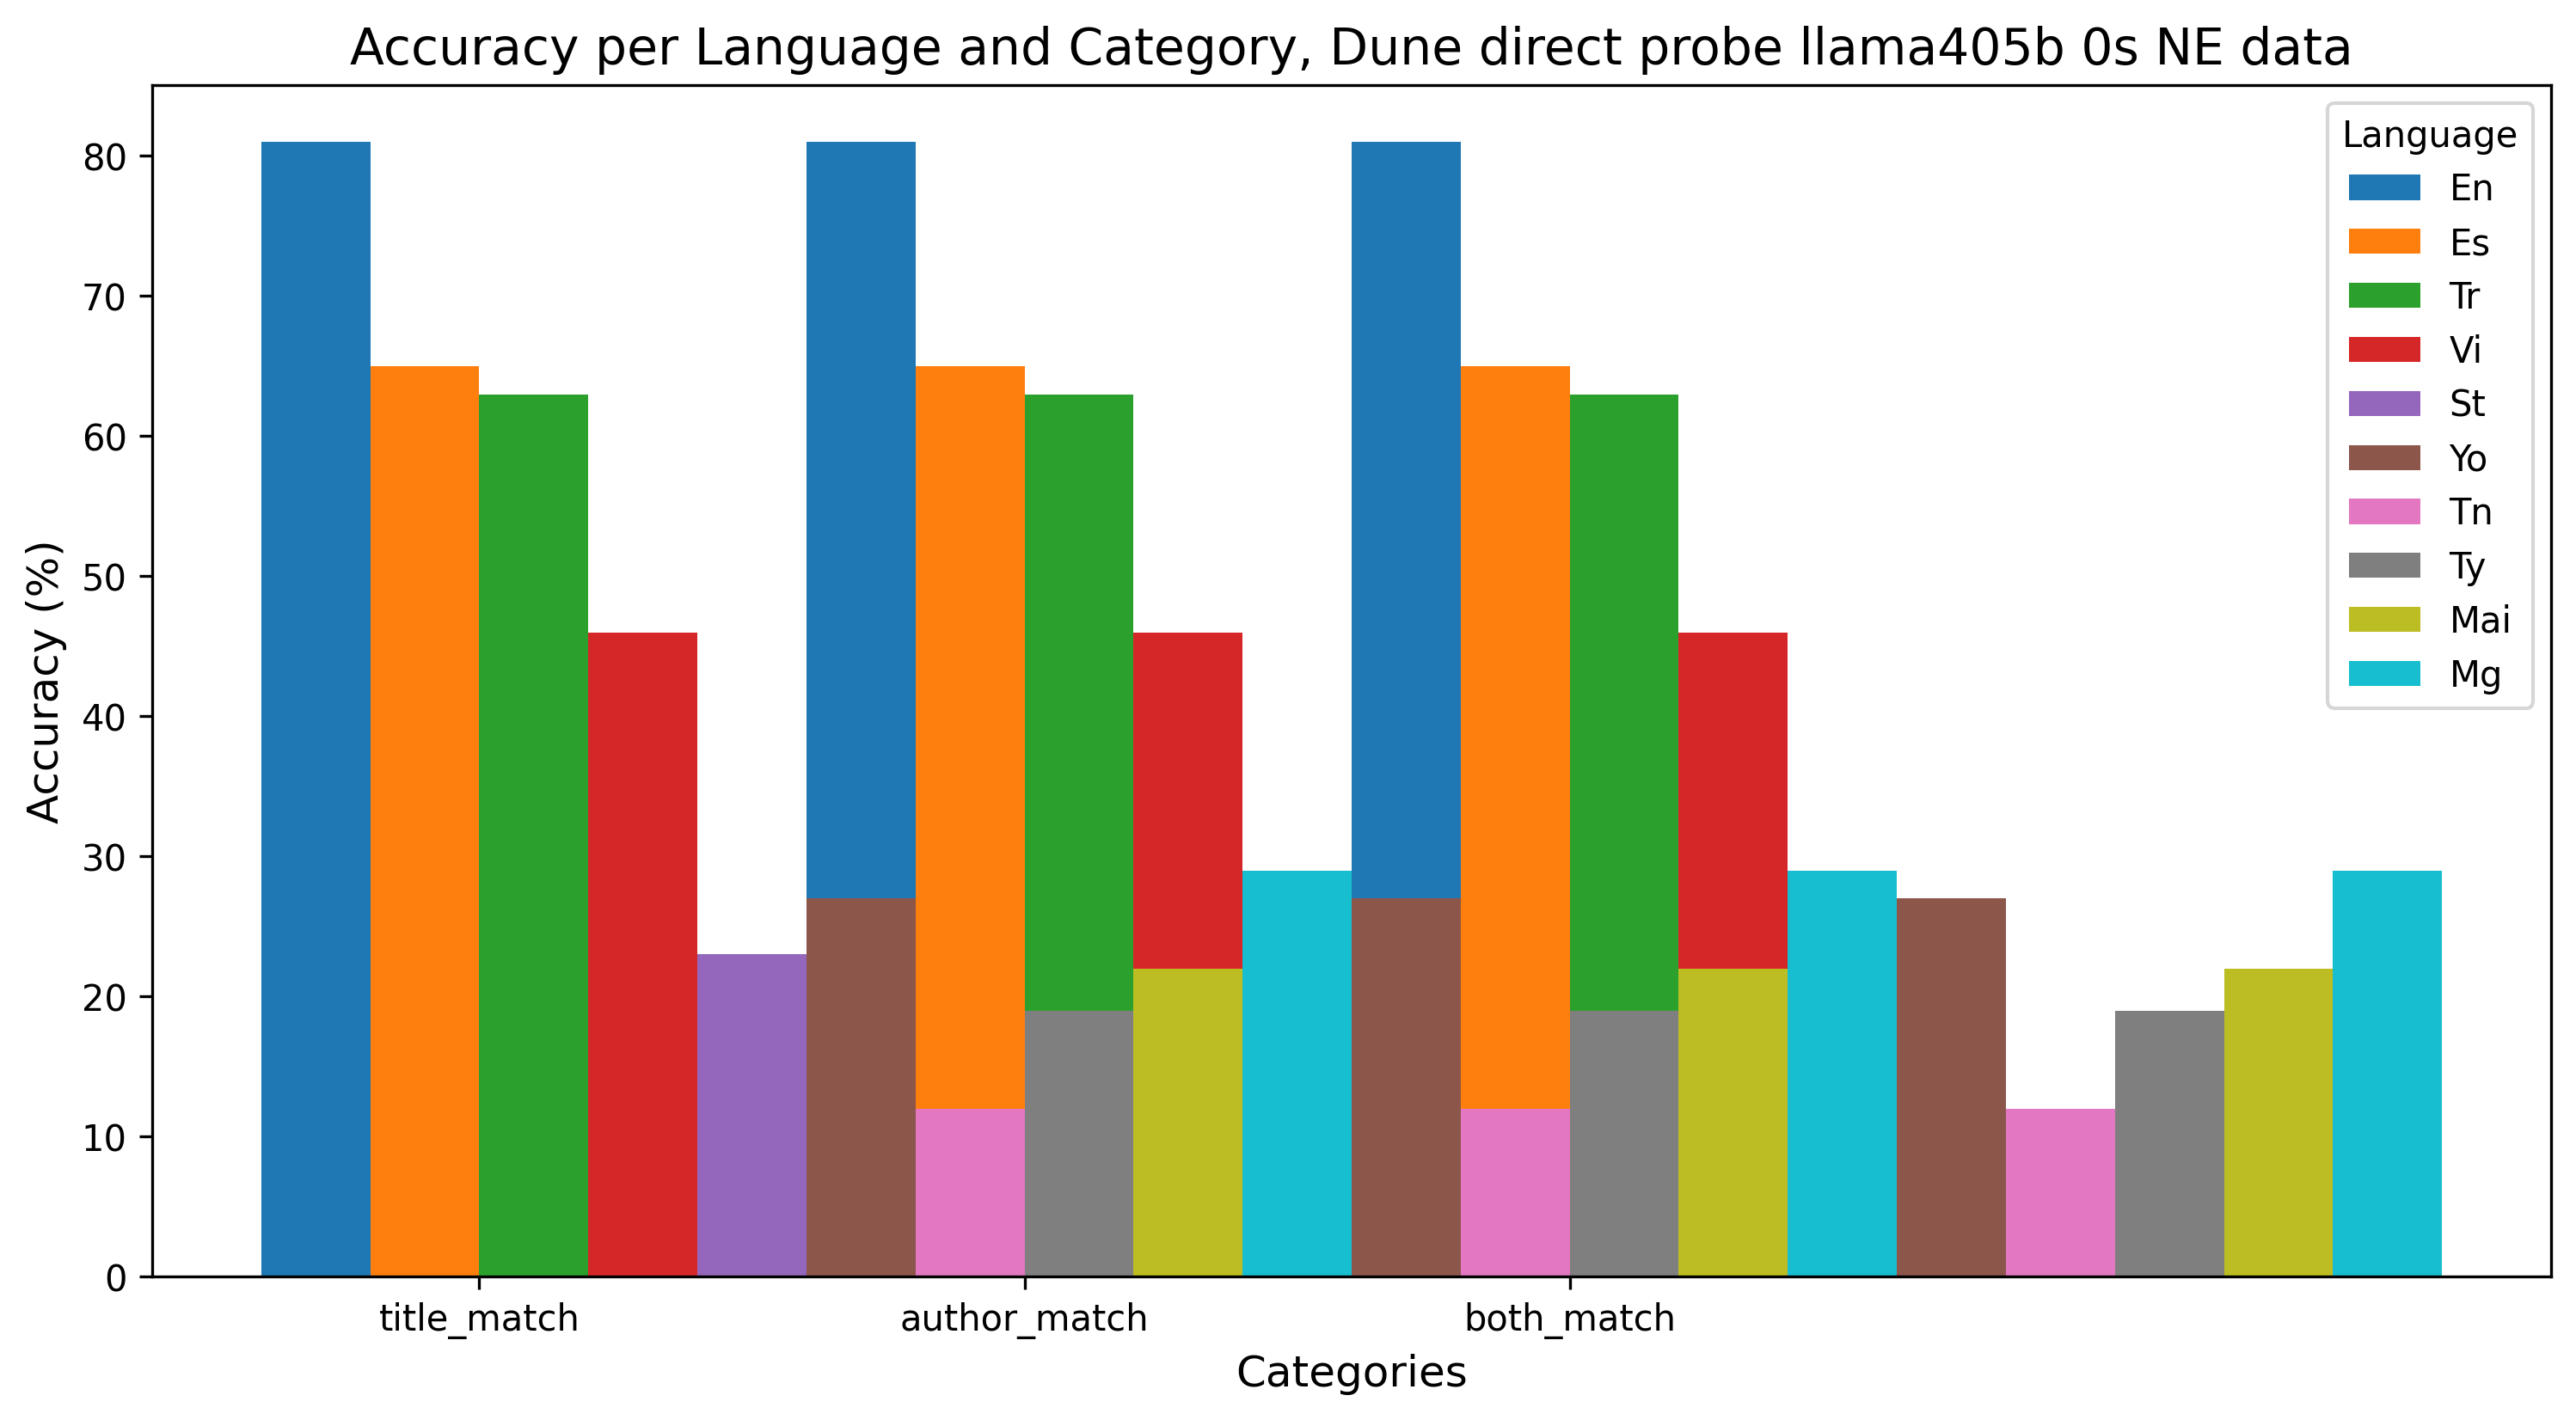 Accuracy per Language and Category, Dune direct probe llama405b 0s NE data
Accuracy (%)
80
70
60
50
40
30
20
10
0
Language
En
Es
Tr
Vi
St
Yo
Tn
Ty
Mai
Mg
title_match
author_match
both_match
Categories